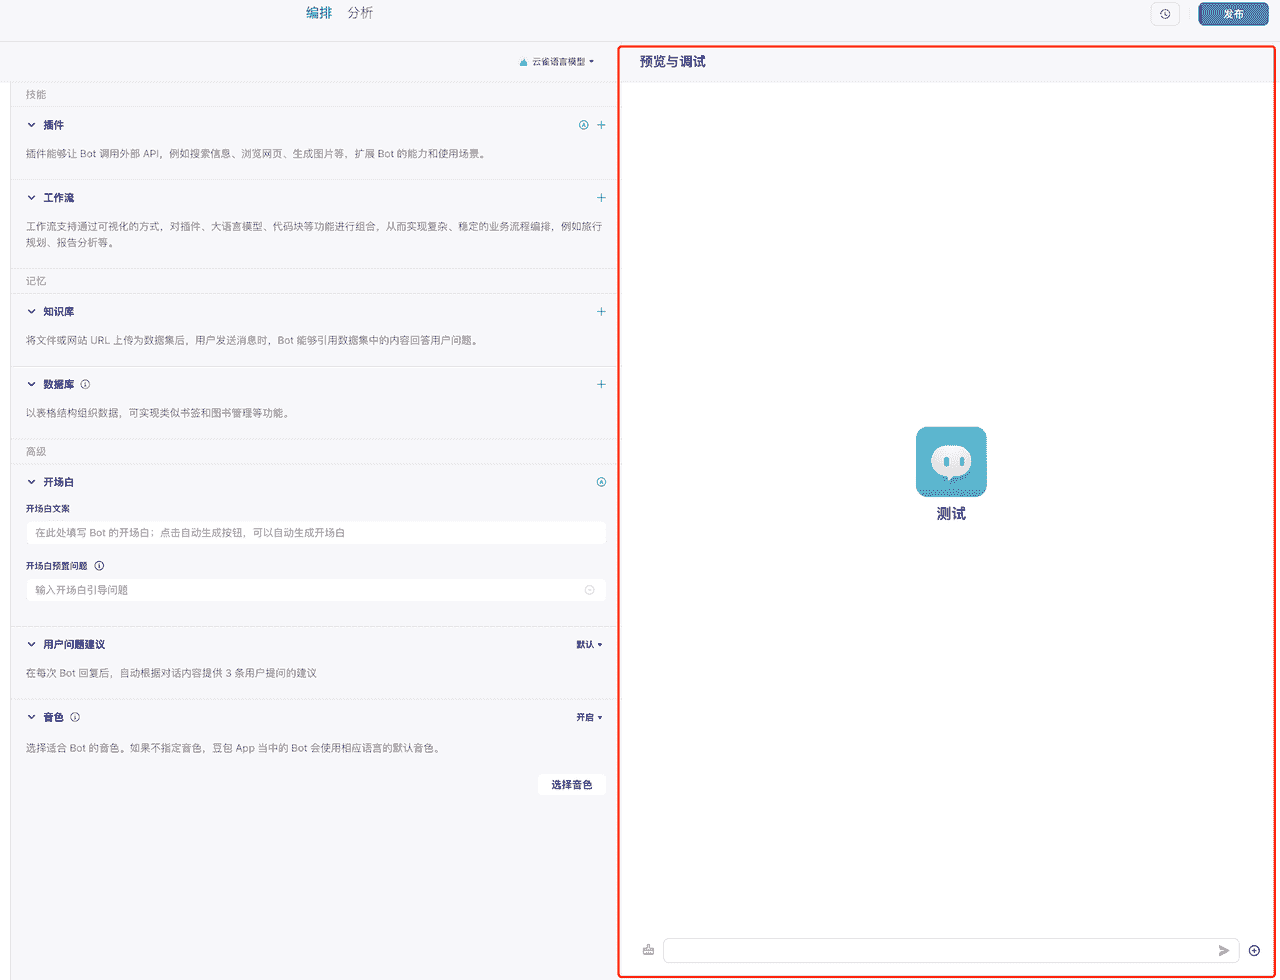 编排 分析
发布
云雀语言模型
预览与调试
技能
插件
插件能够让 Bot 调用外部 API，例如搜索信息、浏览网页、生成图片等，扩展 Bot 的能力和使用场景。
工作流
工作流支持通过可视化的方式，对插件、大语言模型、代码块等功能进行组合，从而实现复杂、稳定的业务流程编排，例如旅行
规划、报告分析等。
记忆
知识库
将文件或网站 URL 上传为数据集后，用户发送消息时，Bot 能够引用数据集中的内容回答用户问题。
数据库
以表格结构组织数据，可实现类似书签和图书管理等功能。
高级
开场白
开场白文案
在此处填写 Bot 的开场白；点击自动生成按钮，可以自动生成开场白
开场白预置问题
输入开场白引导问题
用户问题建议 默认
在每次 Bot 回复后，自动根据对话内容提供 3 条用户提问的建议
音色 开启
选择适合 Bot 的音色。如果不指定音色，豆包 App 当中的 Bot 会使用相应语言的默认音色。
选择音色
测试